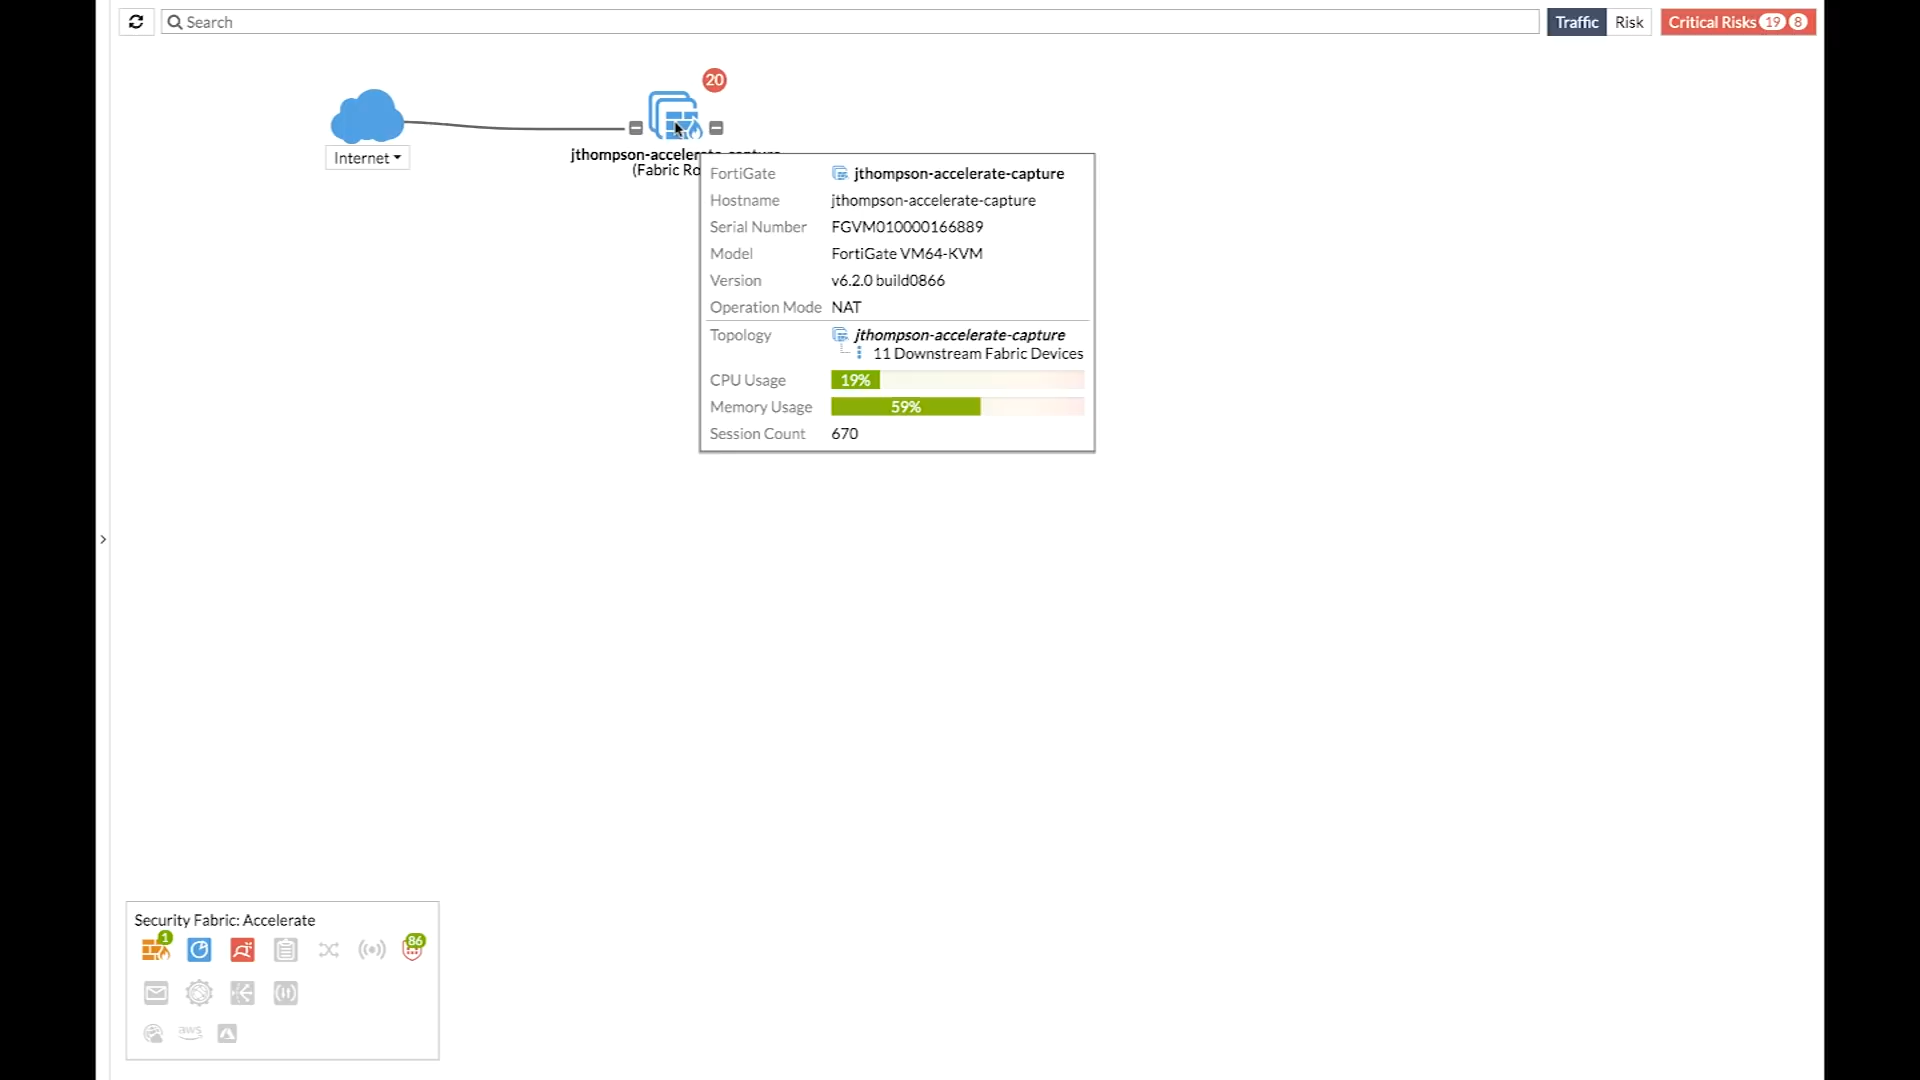 Search
Traffic
Risk
Critical Risks 19 8
20
Internet
jthompson-accelerate-capture
(Fabric Ro
FortiGate jthompson-accelerate-capture
Hostname jthompson-accelerate-capture
Serial Number FGVM010000166889
Model FortiGate VM64-KVM
Version v6.2.0 build0866
Operation Mode NAT
Topology jthompson-accelerate-capture
11 Downstream Fabric Devices
CPU Usage 19%
Memory Usage 59%
Session Count 670
Security Fabric: Accelerate
1
86
aws